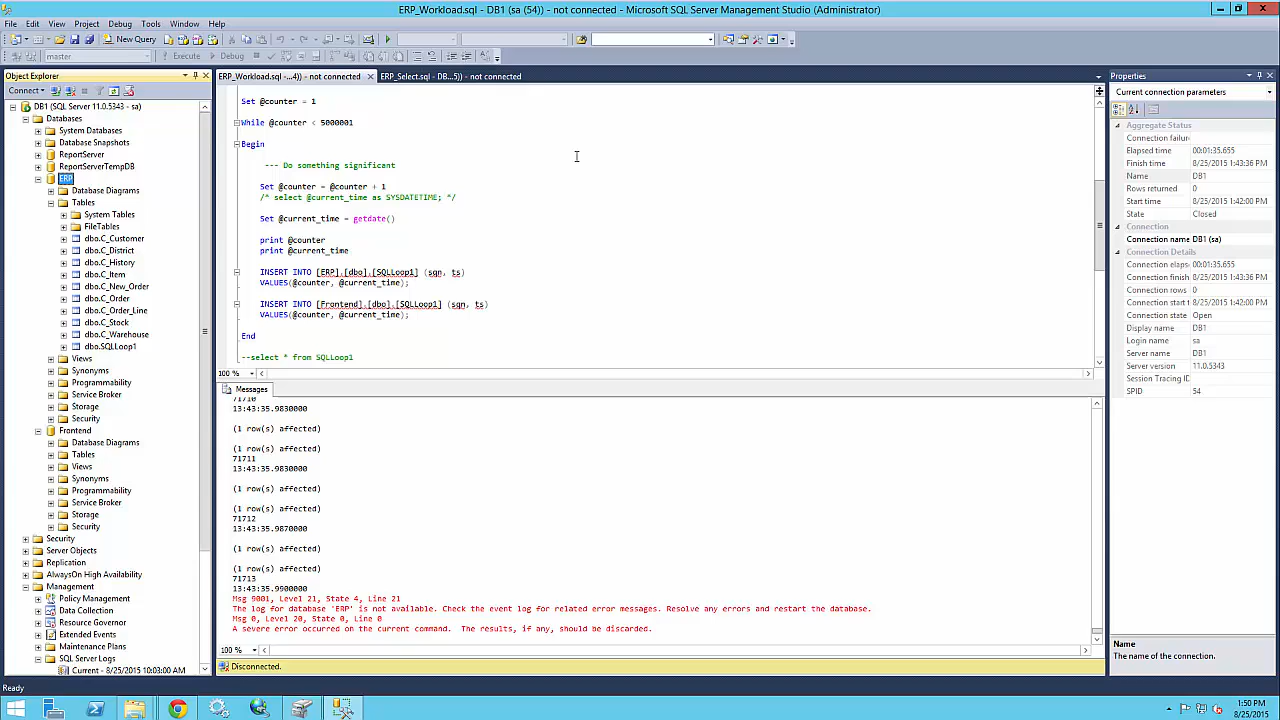 ERP_Workload.sql - DB1 (sa (54)) - not connected - Microsoft SQL Server Management Studio (Administrator)
File Edit View Project Debug Tools Window Help
New Query
master Execute Debug
Object Explorer
Connect
DB1 (SQL Server 11.0.5343 - sa)
Databases
System Databases
Database Snapshots
ReportServer
ReportServerTempDB
ERP
Database Diagrams
Tables
System Tables
FileTables
dbo.C_Customer
dbo.C_District
dbo.C_History
dbo.C_Item
dbo.C_New_Order
dbo.C_Order
dbo.C_Order_Line
dbo.C_Stock
dbo.C_Warehouse
dbo.SQLLoop1
Views
Synonyms
Programmability
Service Broker
Storage
Security
Frontend
Database Diagrams
Tables
Views
Synonyms
Programmability
Service Broker
Storage
Security
Security
Server Objects
Replication
AlwaysOn High Availability
Management
Policy Management
Data Collection
Resource Governor
Extended Events
Maintenance Plans
SQL Server Logs
Current - 8/25/2015 10:03:00 AM
ERP_Workload.sql -...4)) - not connected
ERP_Select.sql - DB...5)) - not connected
Set @counter = 1
While @counter < 5000001
Begin
--- Do something significant
Set @counter = @counter + 1
/* select @current_time as SYSDATETIME; */
Set @current_time = getdate()
print @counter
print @current_time
INSERT INTO [ERP].[dbo].[SQLLoop1] (sqn, ts)
VALUES(@counter, @current_time);
INSERT INTO [Frontend].[dbo].[SQLLoop1] (sqn, ts)
VALUES(@counter, @current_time);
End
--select * from SQLLoop1
100 %
Messages
71710
13:43:35.9830000
(1 row(s) affected)
(1 row(s) affected)
71711
13:43:35.9830000
(1 row(s) affected)
(1 row(s) affected)
71712
13:43:35.9870000
(1 row(s) affected)
(1 row(s) affected)
71713
13:43:35.9900000
Msg 9001, Level 21, State 4, Line 21
The log for database 'ERP' is not available. Check the event log for related error messages. Resolve any errors and restart the database.
Msg 0, Level 20, State 0, Line 0
A severe error occurred on the current command.  The results, if any, should be discarded.
100 %
Disconnected.
Properties
Current connection parameters
Aggregate Status
Connection failur
Elapsed time 00:01:35.655
Finish time 8/25/2015 1:43:36 PM
Name DB1
Rows returned 0
Start time 8/25/2015 1:42:00 PM
State Closed
Connection
Connection name DB1 (sa)
Connection Details
Connection elaps 00:01:35.655
Connection finish 8/25/2015 1:43:36 PM
Connection rows 0
Connection start t 8/25/2015 1:42:00 PM
Connection state Open
Display name DB1
Login name sa
Server name DB1
Server version 11.0.5343
Session Tracing ID
SPID 54
Name
The name of the connection.
Ready
1:50 PM
8/25/2015